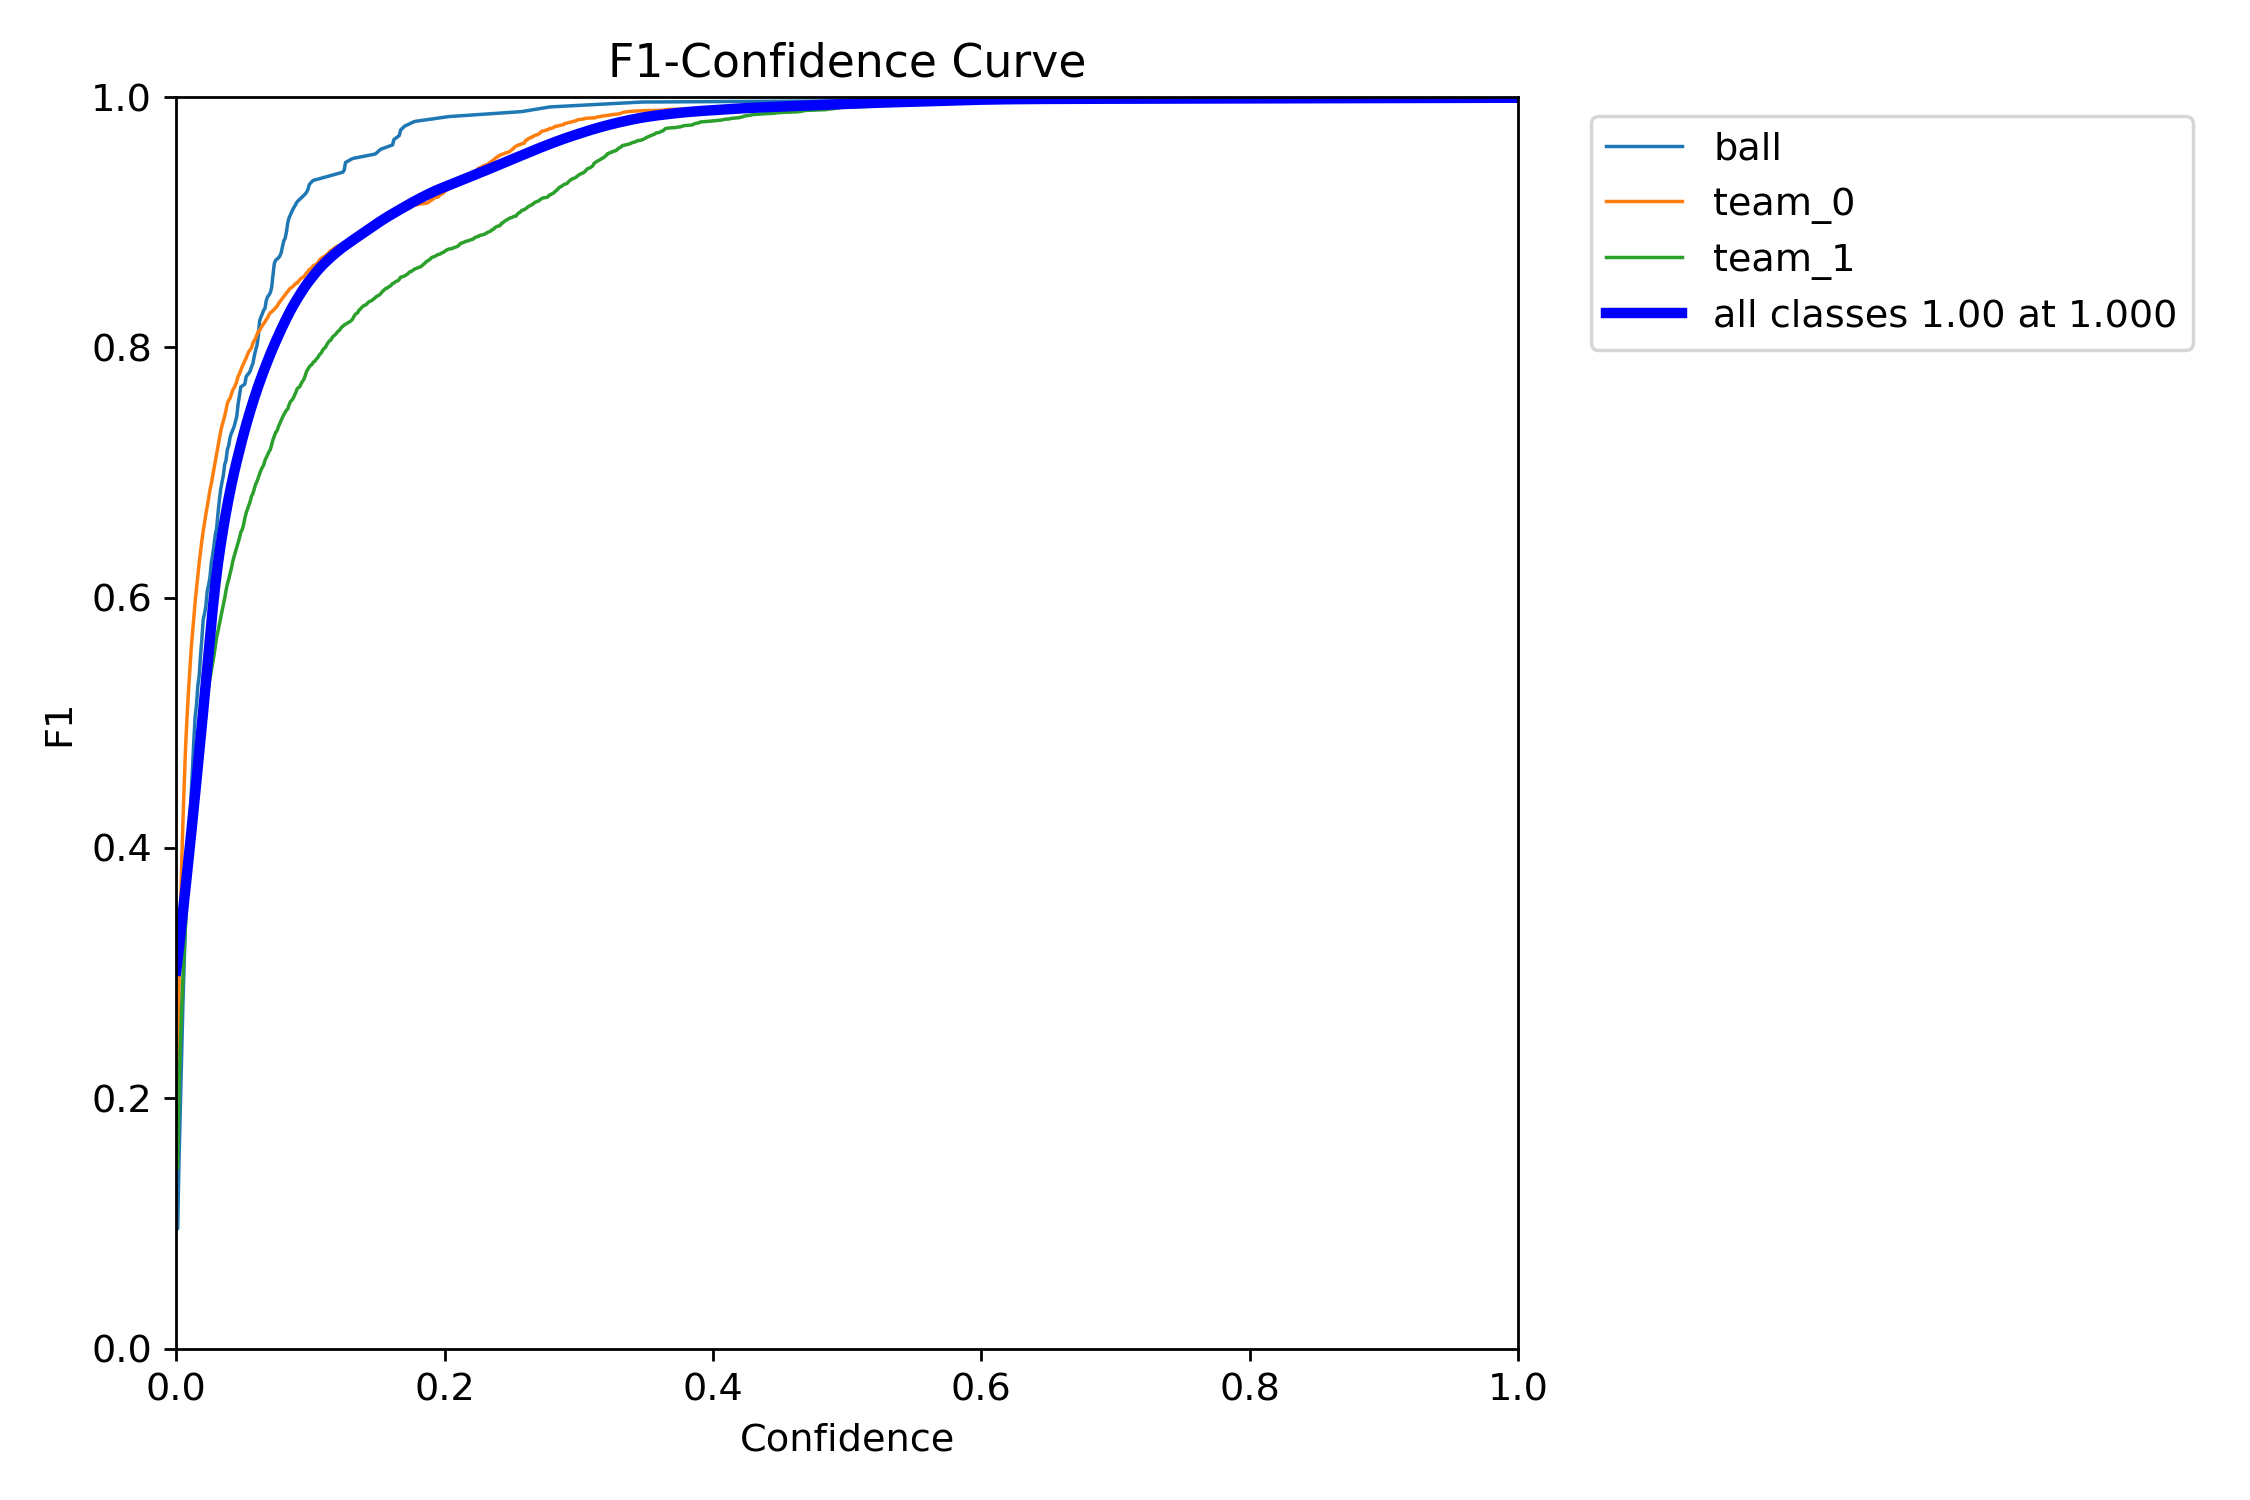 F1-Confidence Curve
1.0
0.8
0.6
0.4
0.2
0.0
F1
0.0 0.2 0.4 0.6 0.8 1.0
Confidence
ball
team_0
team_1
all classes 1.00 at 1.000